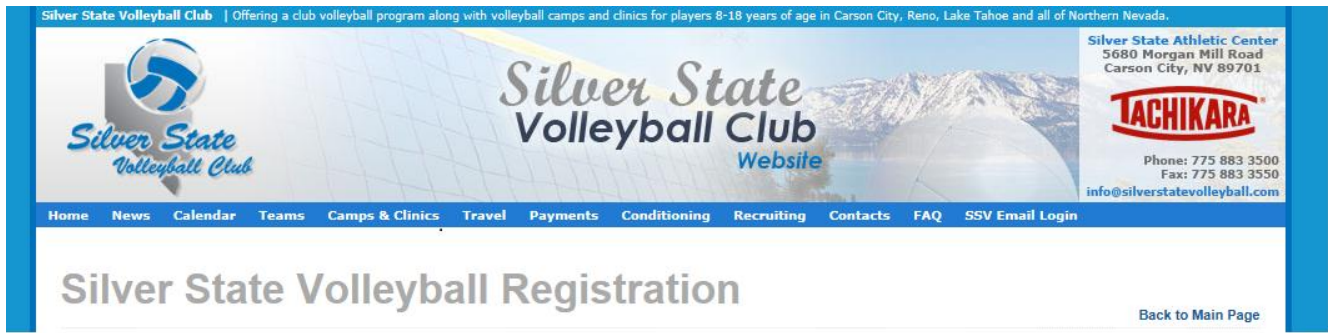 Silver State Volleyball Club | Offering a club volleyball program along with volleyball camps and clinics for players 8-18 years of age in Carson City, Reno, Lake Tahoe and all of Northern Nevada.
Silver State
Volleyball Club
Silver State
Volleyball Club
Website
Silver State Athletic Center
5680 Morgan Mill Road
Carson City, NV 89701
TACHIKARA
Phone: 775 883 3500
Fax: 775 883 3550
info@silverstatevolleyball.com
Home News Calendar Teams Camps & Clinics Travel Payments Conditioning Recruiting Contacts FAQ SSV Email Login
Silver State Volleyball Registration
Back to Main Page